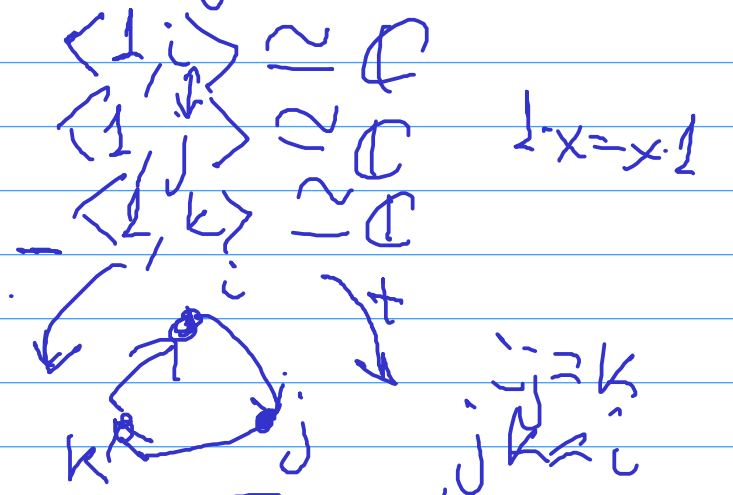 ⟨1, i⟩ ≅ ℂ
⟨1, j⟩ ≅ ℂ
1·x = x·1
⟨1, k⟩ ≅ ℂ
-
+
i
k
j
ij = k
jk = i